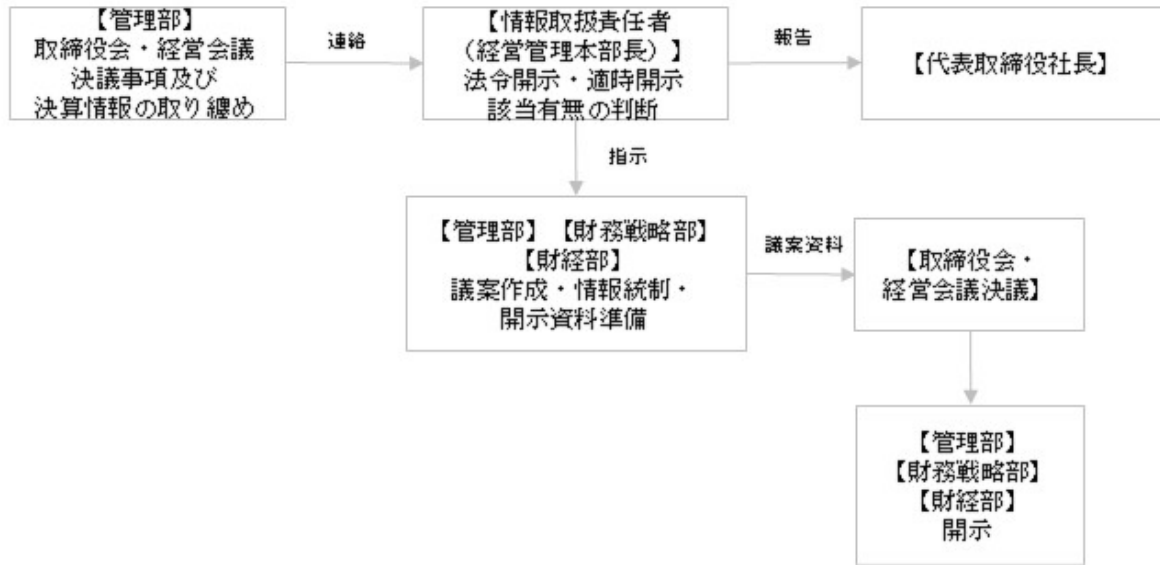 【管理部】
取締役会・経営会議
決議事項及び
決算情報の取り纏め
連絡
【情報取扱責任者
（経営管理本部長）】
法令開示・適時開示
該当有無の判断
報告
【代表取締役社長】
指示
【管理部】【財務戦略部】
【財経部】
議案作成・情報統制・
開示資料準備
議案資料
【取締役会・
経営会議決議】
【管理部】
【財務戦略部】
【財経部】
開示